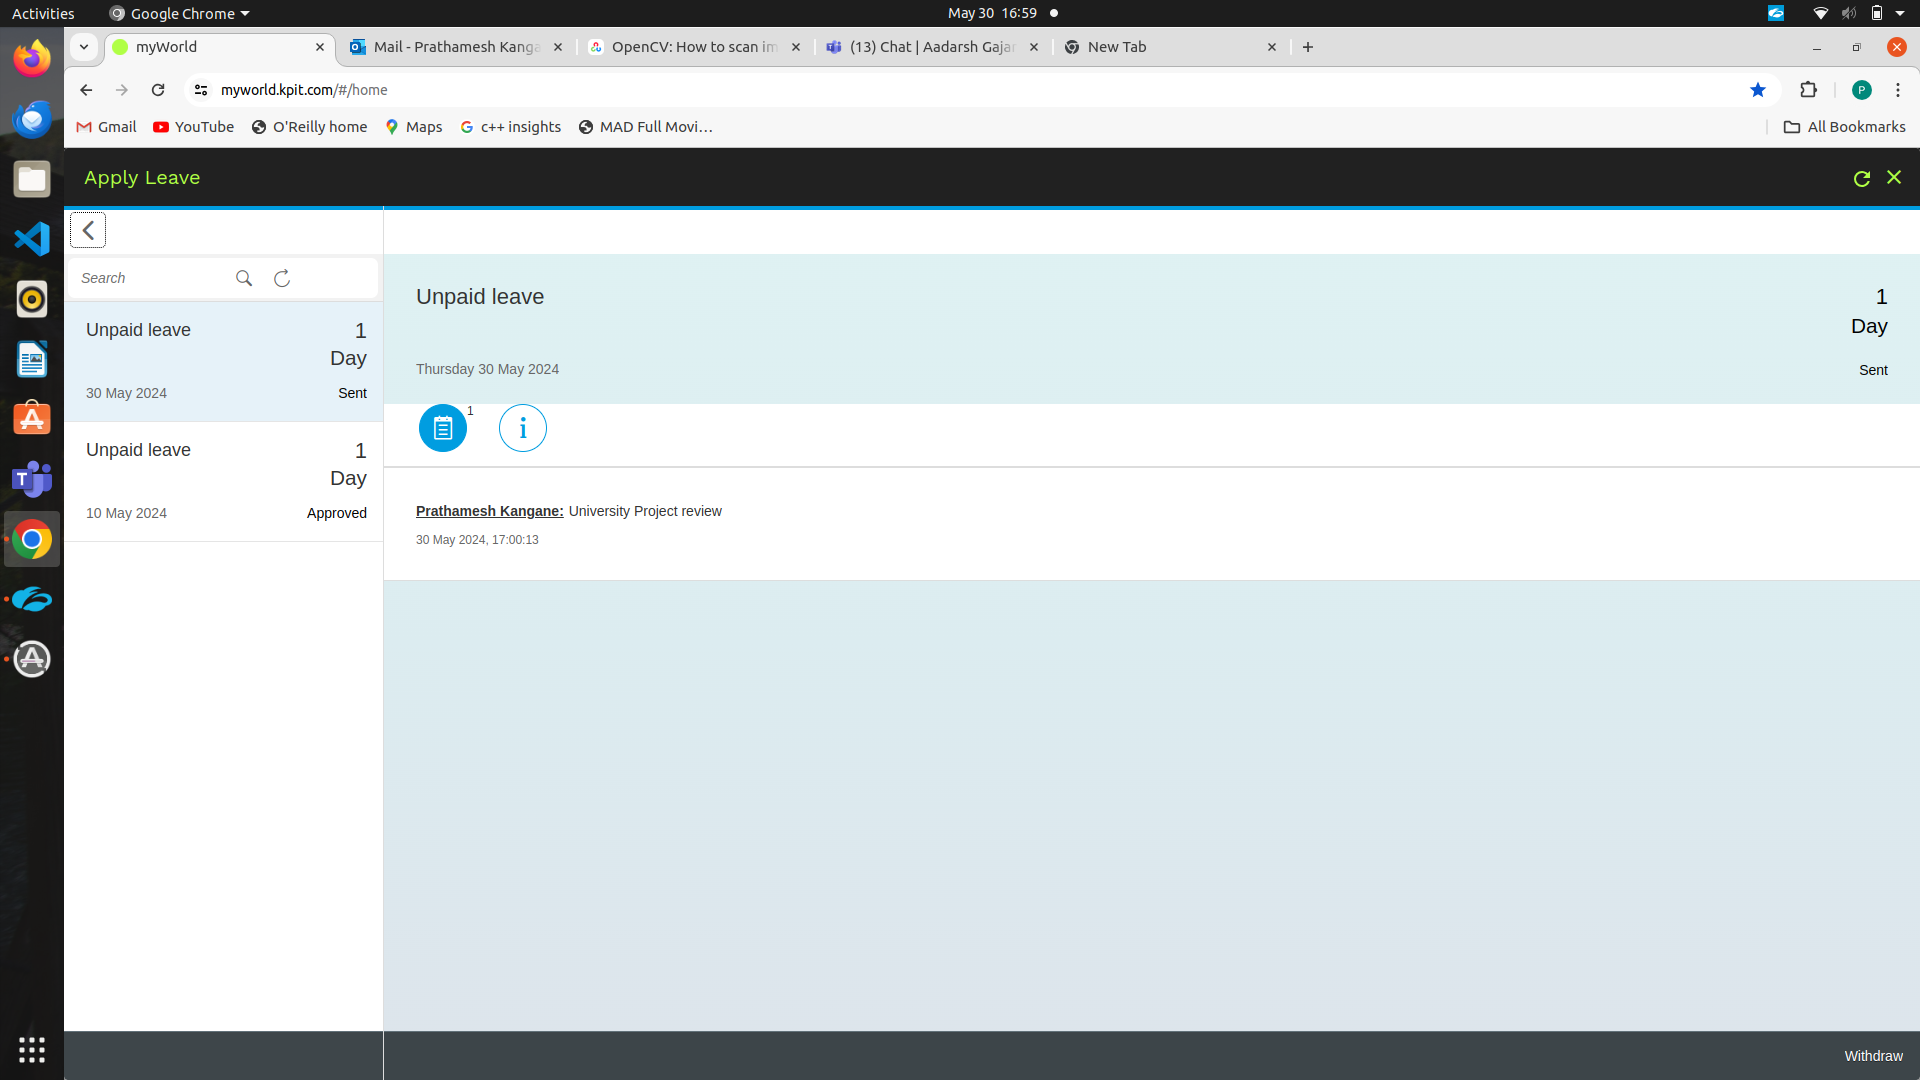 Activities
Google Chrome
May 30 16:59
myWorld
Mail - Prathamesh Kanga
OpenCV: How to scan im
(13) Chat | Aadarsh Gajar
New Tab
myworld.kpit.com/#/home
P
Gmail
YouTube
O'Reilly home
Maps
c++ insights
MAD Full Movi…
All Bookmarks
Apply Leave
Search
Unpaid leave
1
Day
30 May 2024
Sent
Unpaid leave
1
Day
10 May 2024
Approved
Unpaid leave
1
Day
Thursday 30 May 2024
Sent
1
Prathamesh Kangane: University Project review
30 May 2024, 17:00:13
Withdraw